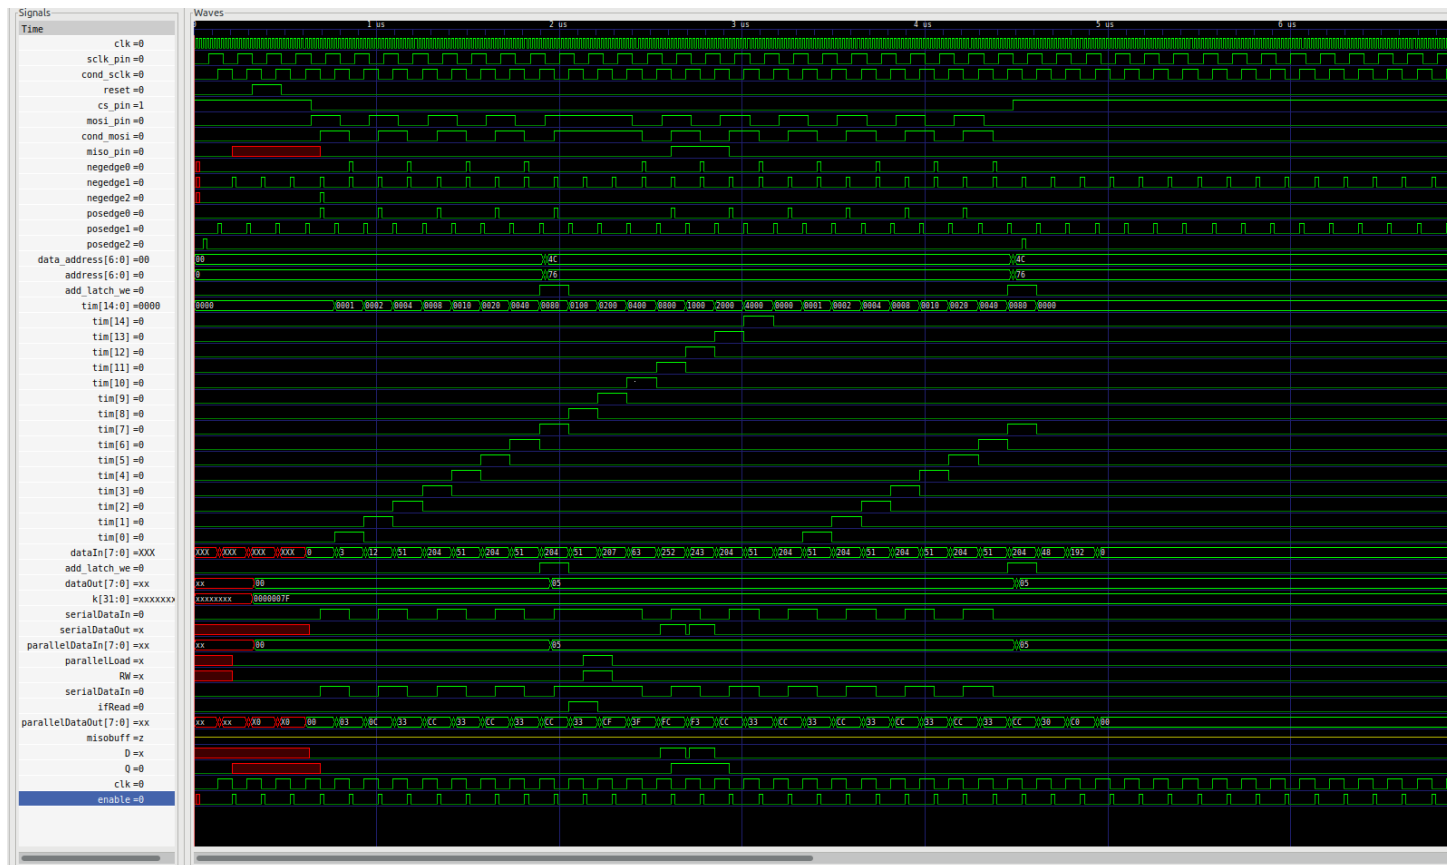 Signals
Waves
Time
1 us 2 us 3 us 4 us 5 us 6 us
clk =0
sclk_pin =0
cond_sclk =0
reset =0
cs_pin =1
mosi_pin =0
cond_mosi =0
miso_pin =0
negedge0 =0
negedge1 =0
negedge2 =0
posedge0 =0
posedge1 =0
posedge2 =0
data_address[6:0] =00 00 4C 4C
address[6:0] =0 0 76 76
add_latch_we =0
tim[14:0] =0000 0000 0001 0002 0004 0008 0010 0020 0040 0080 0100 0200 0400 0800 1000 2000 4000 0000 0001 0002 0004 0008 0010 0020 0040 0080 0000
tim[14] =0
tim[13] =0
tim[12] =0
tim[11] =0
tim[10] =0
tim[9] =0
tim[8] =0
tim[7] =0
tim[6] =0
tim[5] =0
tim[4] =0
tim[3] =0
tim[2] =0
tim[1] =0
tim[0] =0
dataIn[7:0] =XXX XXX XXX XXX XXX 0 3 12 51 204 51 204 51 204 51 207 63 252 243 204 51 204 51 204 51 204 51 204 51 204 48 192 0
add_latch_we =0
dataOut[7:0] =xx xx 00 05 05
k[31:0] =xxxxxxx xxxxxxxx 0000007F
serialDataIn =0
serialDataOut =x
parallelDataIn[7:0] =xx xx 00 05 05
parallelLoad =x
RW =x
serialDataIn =0
ifRead =0
parallelDataOut[7:0] =xx xx xx X0 X0 00 03 0C 33 CC 33 CC 33 CC 33 CF 3F FC F3 CC 33 CC 33 CC 33 CC 33 CC 33 CC 30 C0 00
misobuff =z
D =x
Q =0
clk =0
enable =0